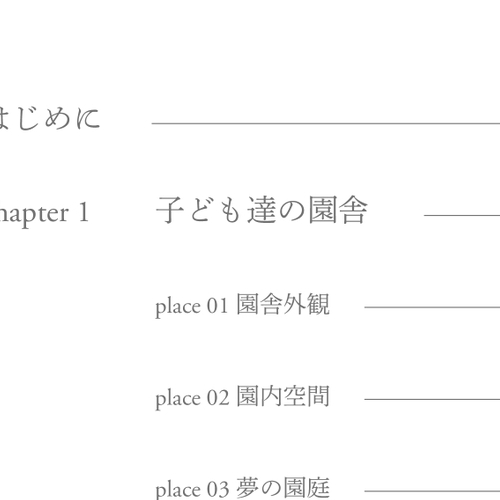 はじめに
hapter 1 子ども達の園舎
place 01 園舎外観
place 02 園内空間
place 03 夢の園庭